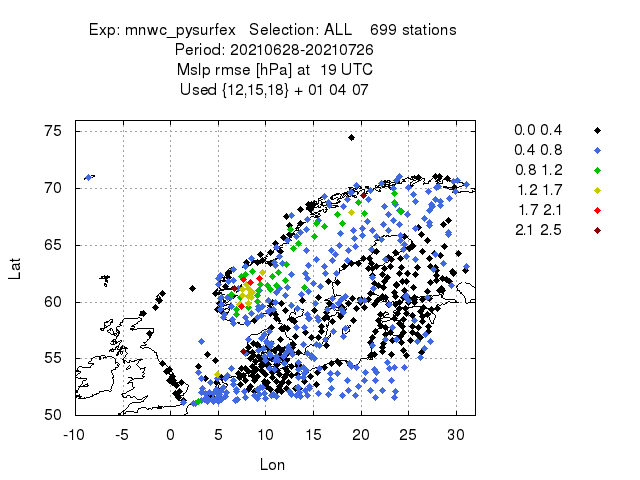 Exp: mnwc_pysurfex   Selection: ALL    699 stations
Period: 20210628-20210726
Mslp rmse [hPa] at  19 UTC
Used {12,15,18} + 01 04 07
75
70
65
60
55
50
Lat
-10 -5 0 5 10 15 20 25 30
Lon
0.0 0.4
0.4 0.8
0.8 1.2
1.2 1.7
1.7 2.1
2.1 2.5